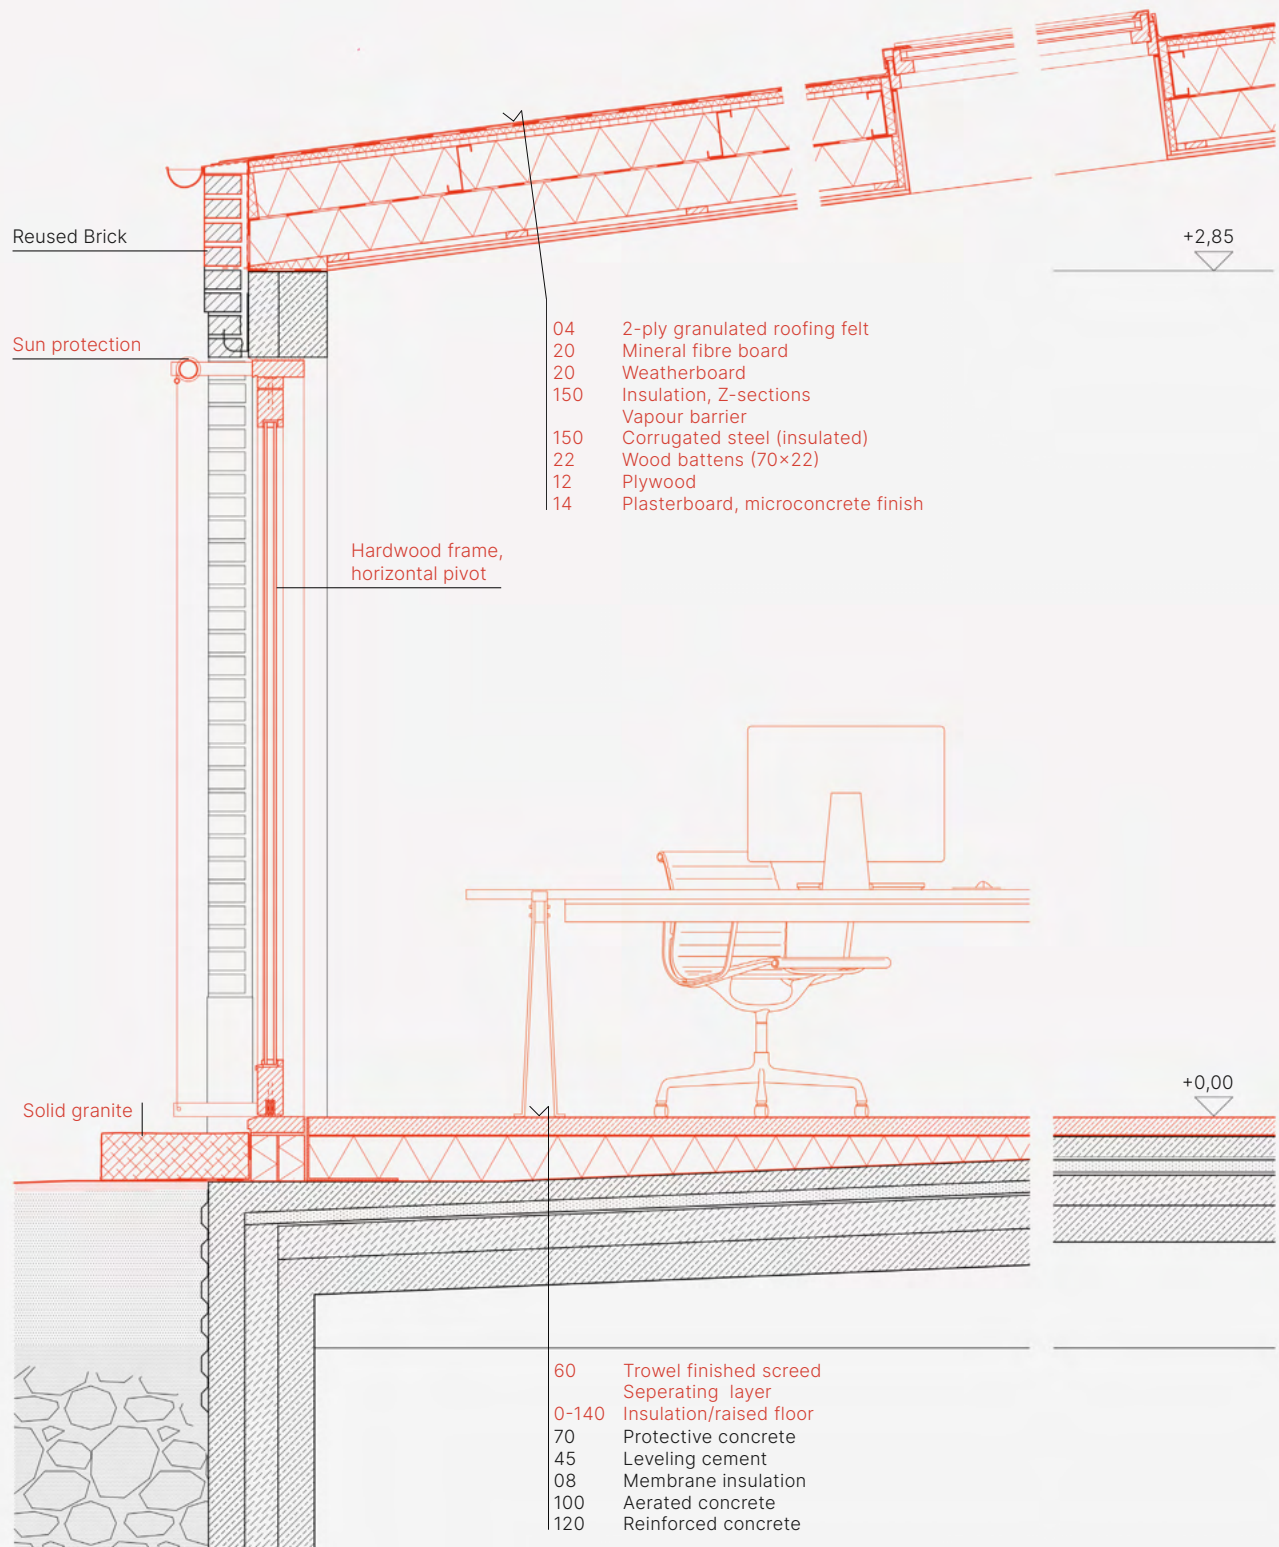 Reused Brick
+2,85
Sun protection
04 2-ply granulated roofing felt
20 Mineral fibre board
20 Weatherboard
150 Insulation, Z-sections
Vapour barrier
150 Corrugated steel (insulated)
22 Wood battens (70×22)
12 Plywood
14 Plasterboard, microconcrete finish
Hardwood frame,
horizontal pivot
+0,00
Solid granite
60 Trowel finished screed
Seperating layer
0-140 Insulation/raised floor
70 Protective concrete
45 Leveling cement
08 Membrane insulation
100 Aerated concrete
120 Reinforced concrete